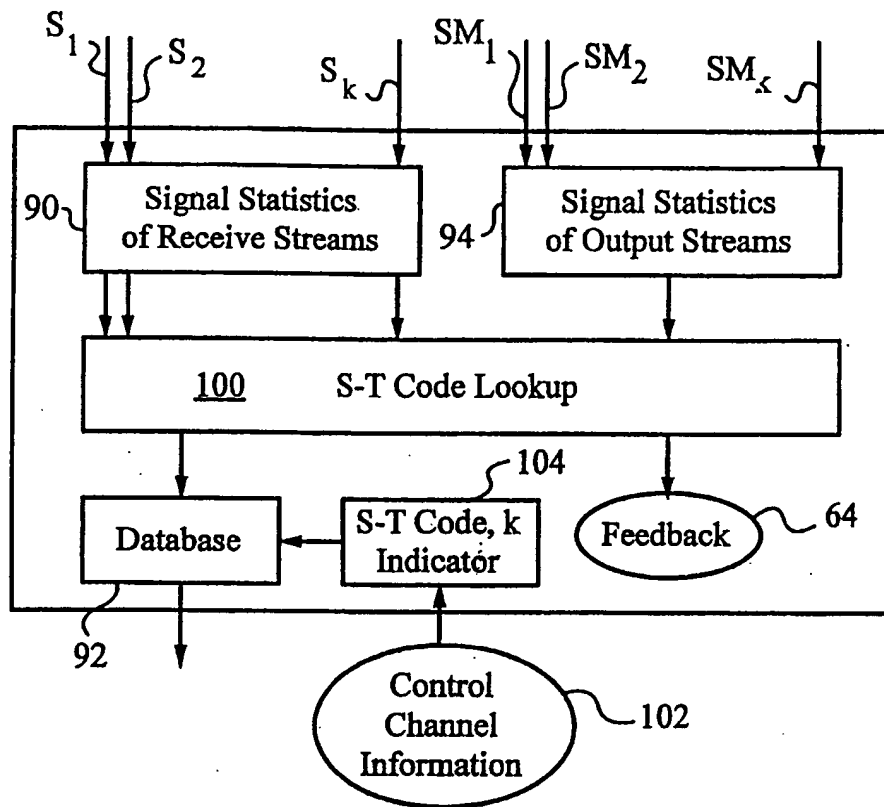 S1 S2 Sk SM1 SM2 SMk
90 Signal Statistics
of Receive Streams
94 Signal Statistics
of Output Streams
100 S-T Code Lookup
Database
92
104
S-T Code, k
Indicator
Feedback
64
Control
Channel
Information
102